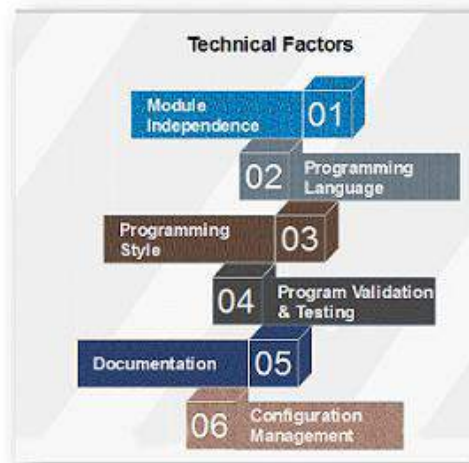 Technical Factors
Module
Independence
01
02
Programming
Language
Programming
Style
03
04
Program Validation
& Testing
Documentation
05
06
Configuration
Management